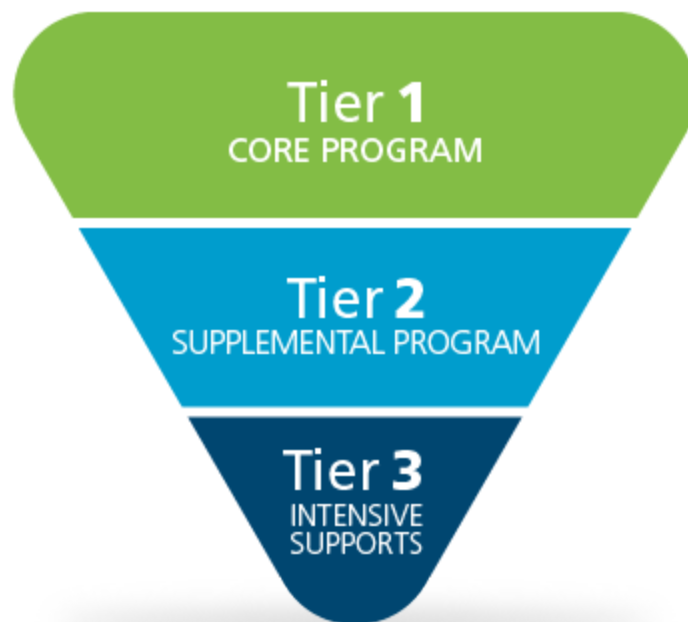 Tier 1
CORE PROGRAM
Tier 2
SUPPLEMENTAL PROGRAM
Tier 3
INTENSIVE
SUPPORTS